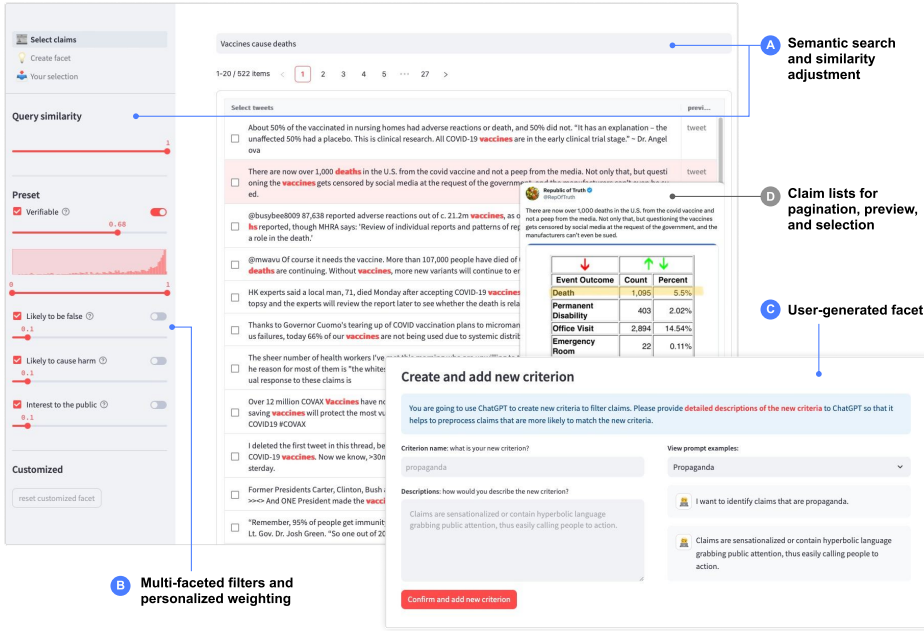 Select claims
Create facet
Your selection
Query similarity
1
Preset
Verifiable
0.68
0
1
Likely to be false
0.1
Likely to cause harm
0.1
Interest to the public
0.1
Customized
reset customized facet
Vaccines cause deaths
1-20 / 522 items < 1 2 3 4 5 ••• 27 >
Select tweets previ...
About 50% of the vaccinated in nursing homes had adverse reactions or death, and 50% did not. "It has an explanation – the
unaffected 50% had a placebo. This is clinical research. All COVID-19 vaccines are in the early clinical trial stage." ~ Dr. Angel
ova
tweet
There are now over 1,000 deaths in the U.S. from the covid vaccine and not a peep from the media. Not only that, but questi
oning the vaccines gets censored by social media at the request of the government, and the manufacturers can't even be
ed.
tweet
@busybee8009 87,638 reported adverse reactions out of c. 21.2m vaccines, as
hs reported, though MHRA says: 'Review of individual reports and patterns of rep
a role in the death.'
@mwavu Of course it needs the vaccine. More than 107,000 people have died of
deaths are continuing. Without vaccines, more new variants will continue to
HK experts said a local man, 71, died Monday after accepting COVID-19 vaccines
topsy and the experts will review the report later to see whether the death is rela
Thanks to Governor Cuomo's tearing up of COVID vaccination plans to microman
us failures, today 66% of our vaccines are not being used due to systemic distrib
The sheer number of health workers I've met this morning who are
he reason for most of them is "the whites
ual response to these claims is
Over 12 million COVAX Vaccines have
saving vaccines will protect the most vu
COVID19 #COVAX
I deleted the first tweet in this thread, be
COVID-19 vaccines. Now we know, >30m
sterday.
Former Presidents Carter, Clinton, Bush
>><> And ONE President made the vacci
"Remember, 95% of people get immunit
Lt. Gov. Dr. Josh Green. "So one out of 20
Republic of Truth
@RepOfTruth
There are now over 1,000 deaths in the U.S. from the covid vaccine and
not a peep from the media. Not only that, but questioning the vaccines
gets censored by social media at the request of the government, and the
manufacturers can't even be sued.
Event Outcome Count Percent
Death 1,095 5.5%
Permanent
Disability 403 2.02%
Office Visit 2,894 14.54%
Emergency
Room 22 0.11%
Create and add new criterion
You are going to use ChatGPT to create new criteria to filter claims. Please provide detailed descriptions of the new criteria to ChatGPT so that it
helps to preprocess claims that are more likely to match the new criteria.
Criterion name: what is your new criterion?
propaganda
Descriptions: how would you describe the new criterion?
Claims are sensationalized or contain hyperbolic language
grabbing public attention, thus easily calling people to action.
Confirm and add new criterion
View prompt examples:
Propaganda
I want to identify claims that are propaganda.
Claims are sensationalized or contain hyperbolic language
grabbing public attention, thus easily calling people to
action.
A Semantic search
and similarity
adjustment
D Claim lists for
pagination, preview,
and selection
C User-generated facet
B Multi-faceted filters and
personalized weighting